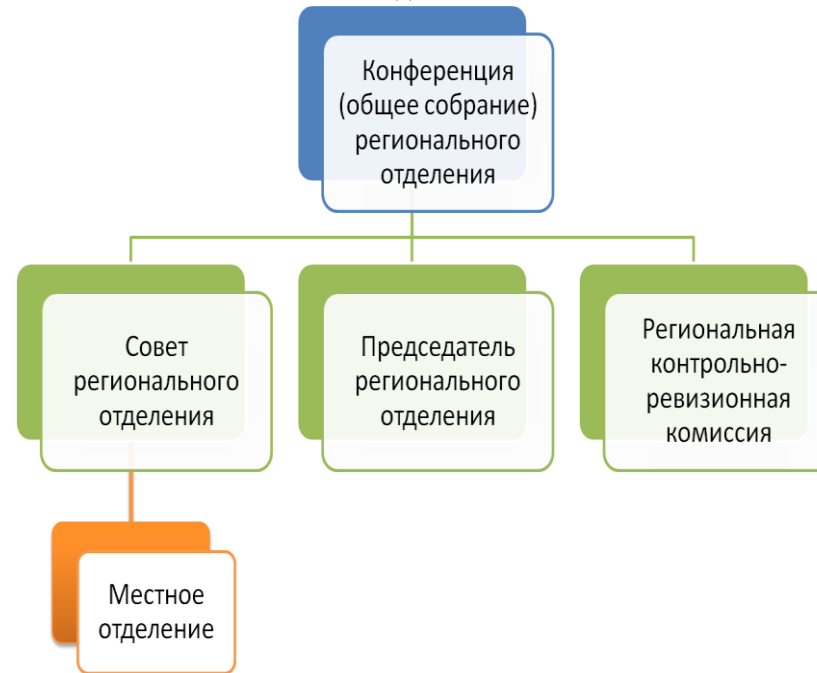 Конференция
(общее собрание)
регионального
отделения
Совет
регионального
отделения
Председатель
регионального
отделения
Региональная
контрольно-
ревизионная
комиссия
Местное
отделение